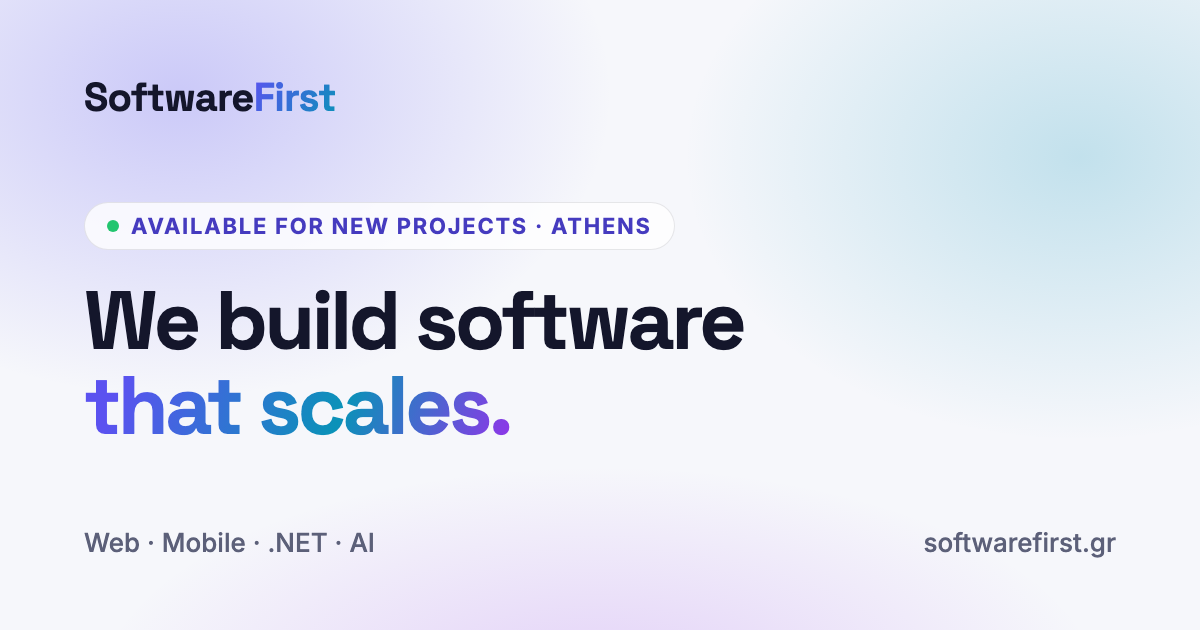 SoftwareFirst
AVAILABLE FOR NEW PROJECTS · ATHENS
We build software
that scales.
Web · Mobile · .NET · AI
softwarefirst.gr